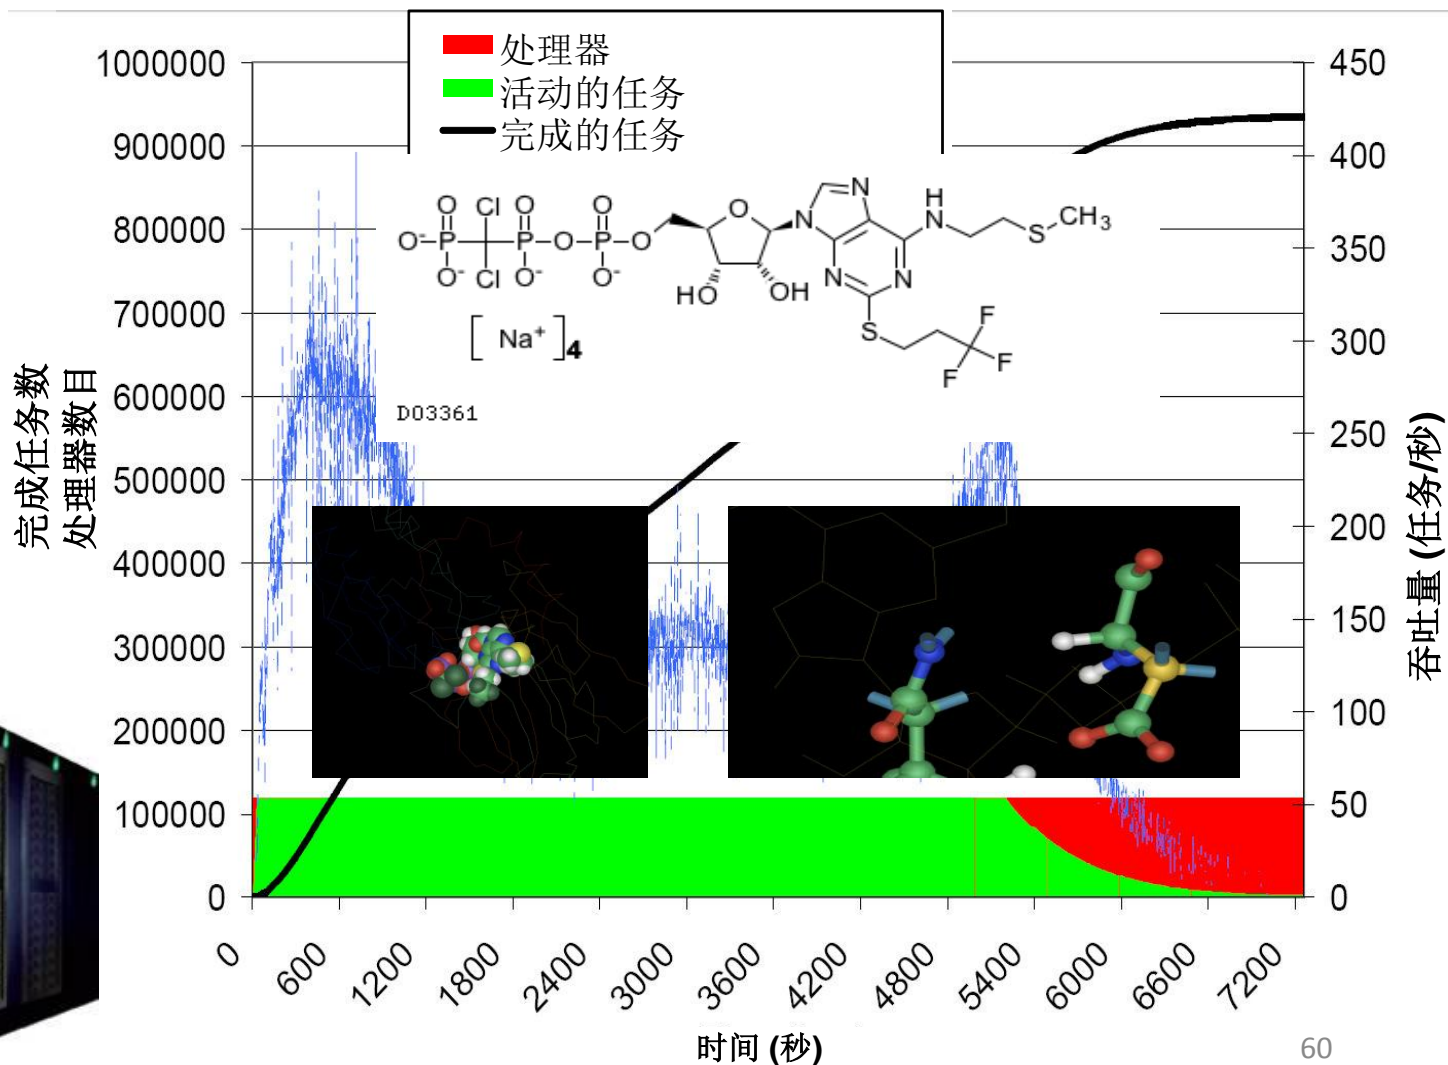 处理器
活动的任务
完成的任务
1000000
900000
800000
700000
600000
500000
400000
300000
200000
100000
0
完成任务数
处理器数目
450
400
350
300
250
200
150
100
50
0
吞吐量 (任务/秒)
O O O
Cl
O⁻ P P O P O
O⁻ Cl O⁻ O⁻
[ Na⁺ ]4
O
HO OH
N N
N N
H
N
S CH₃
S
F
F
F
D03361
0 600 1200 1800 2400 3000 3600 4200 4800 5400 6000 6600 7200
时间 (秒)
60